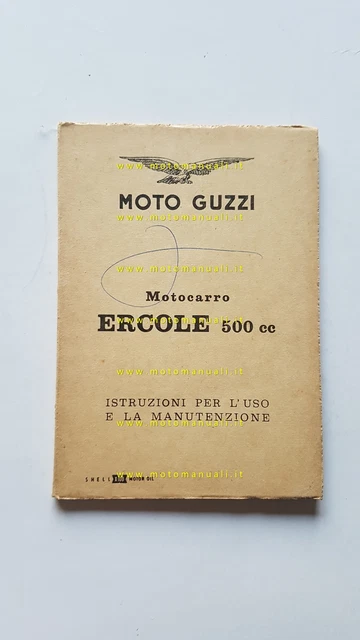 www.motomanuali.it
MOTO GUZZI
www.motomanuali.it
www.motomanuali.it
Motocarro
ERCOLE 500 cc
www.motomanuali.it
www.motomanuali.it
ISTRUZIONI PER L'USO
E LA MANUTENZIONE
www.motomanuali.it
SHELL MOTOR OIL